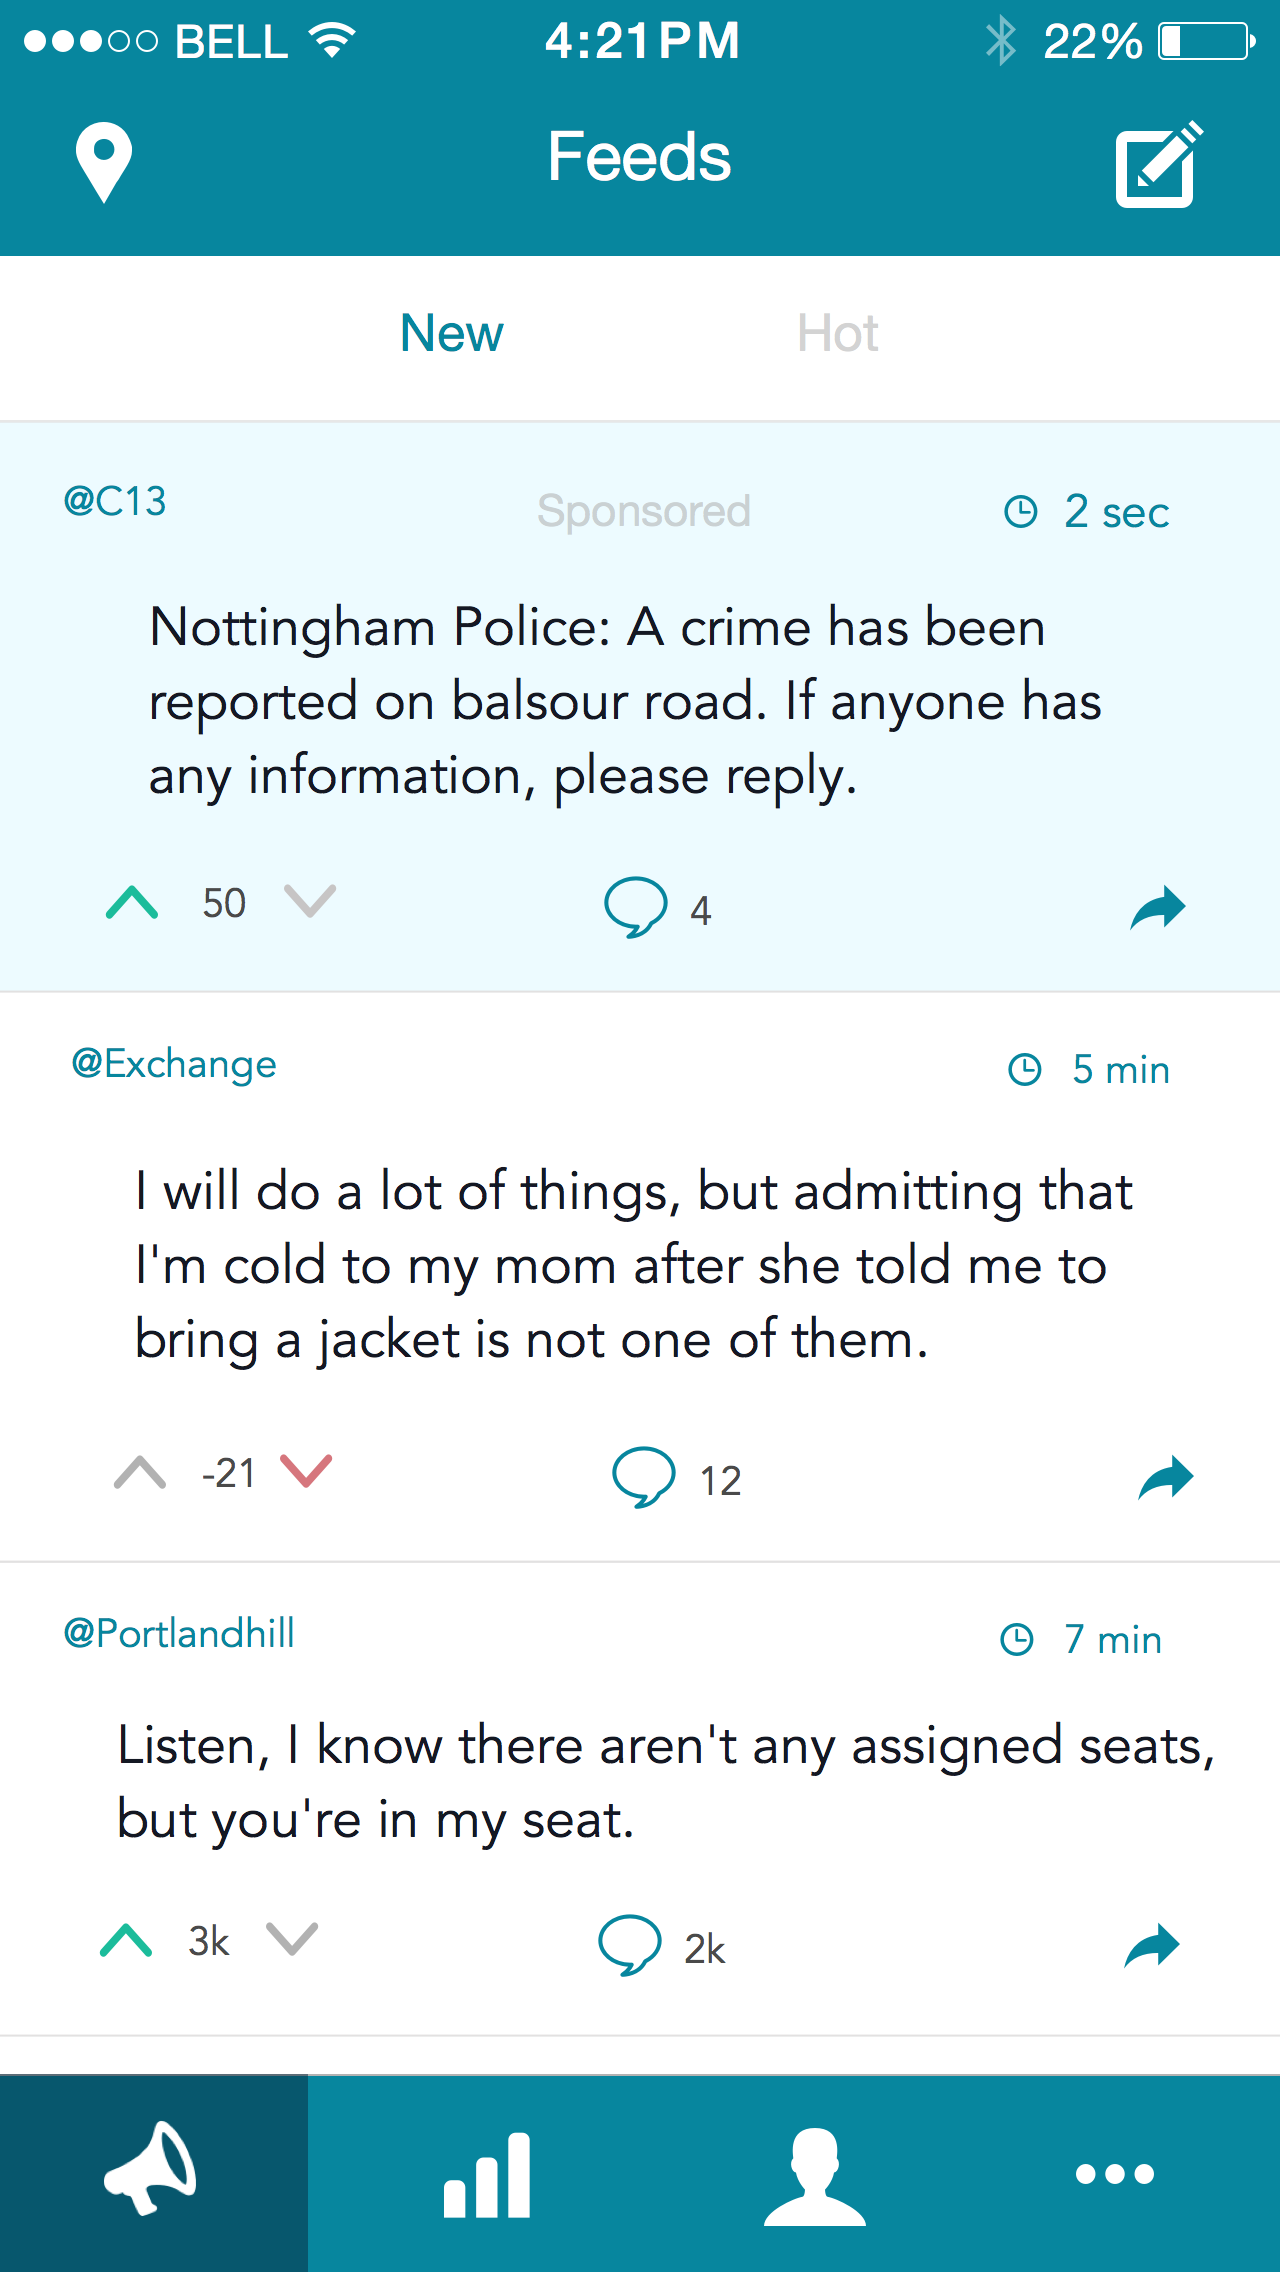 BELL 4:21PM 22%
Feeds
New Hot
@C13 Sponsored 2 sec
Nottingham Police: A crime has been
reported on balsour road. If anyone has
any information, please reply.
50 4
@Exchange 5 min
I will do a lot of things, but admitting that
I'm cold to my mom after she told me to
bring a jacket is not one of them.
-21 12
@Portlandhill 7 min
Listen, I know there aren't any assigned seats,
but you're in my seat.
3k 2k